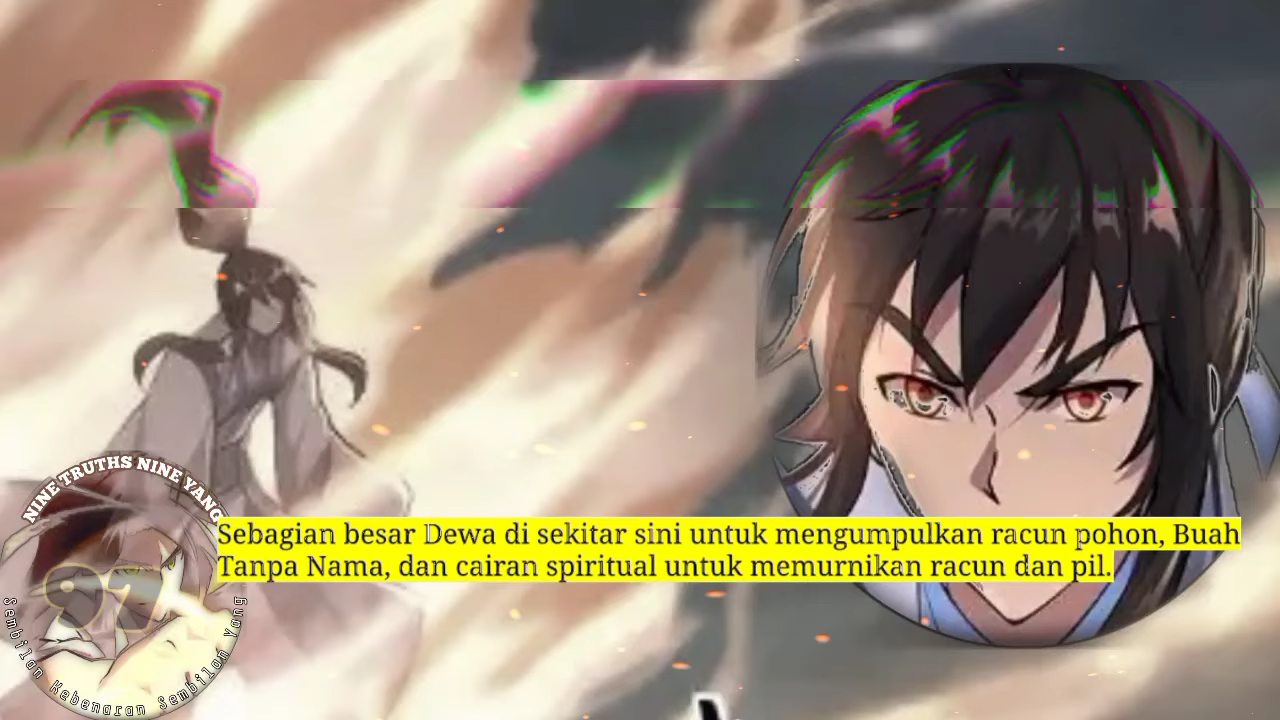 NINE TRUTHS NINE YANG
Sebagian besar Dewa di sekitar sini untuk mengumpulkan racun pohon, Buah
Tanpa Nama, dan cairan spiritual untuk memurnikan racun dan pil.
97
Sembilan Kebenaran Sembilan Yang